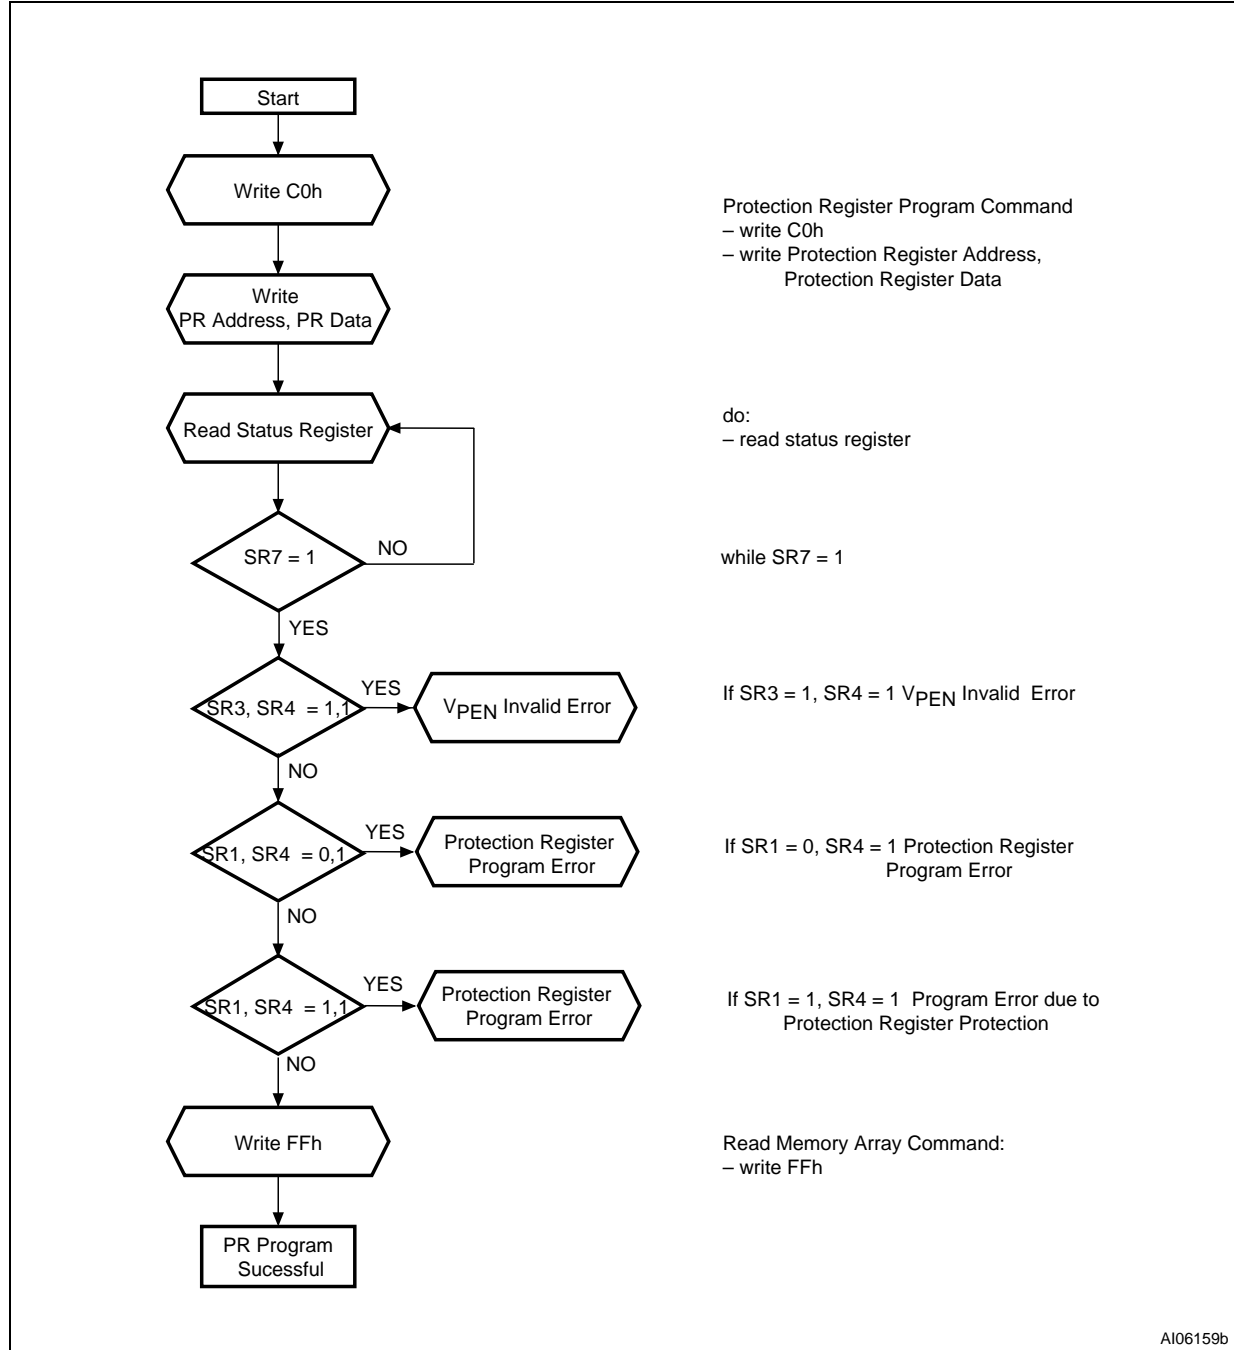 Start
Write C0h
Protection Register Program Command
– write C0h
– write Protection Register Address,
Protection Register Data
Write
PR Address, PR Data
Read Status Register
do:
– read status register
SR7 = 1
NO
while SR7 = 1
YES
SR3, SR4 = 1,1
YES
VPEN Invalid Error
If SR3 = 1, SR4 = 1 VPEN Invalid Error
NO
SR1, SR4 = 0,1
YES
Protection Register
Program Error
If SR1 = 0, SR4 = 1 Protection Register
Program Error
NO
SR1, SR4 = 1,1
YES
Protection Register
Program Error
If SR1 = 1, SR4 = 1 Program Error due to
Protection Register Protection
NO
Write FFh
Read Memory Array Command:
– write FFh
PR Program
Sucessful
AI06159b